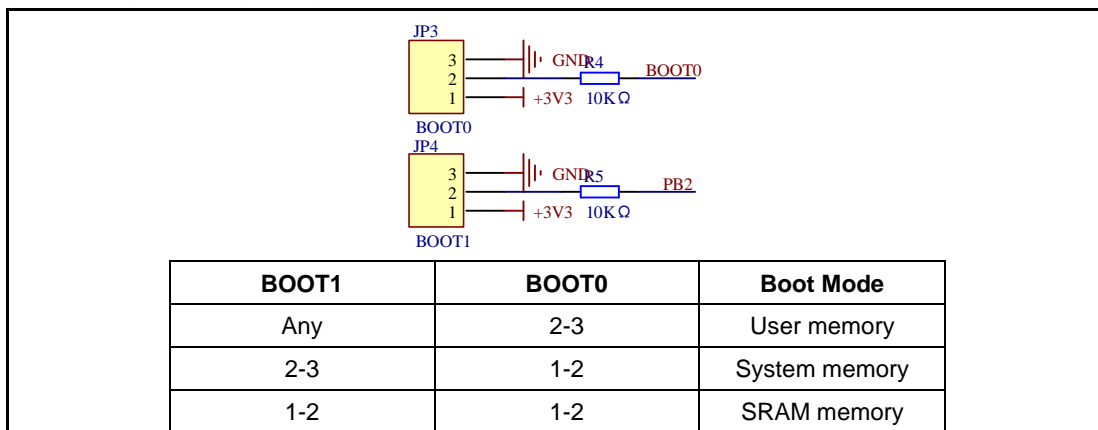 JP3
3 GND R4 BOOT0
2
1 +3V3 10KΩ
BOOT0
JP4
3 GND R5 PB2
2
1 +3V3 10KΩ
BOOT1
BOOT1 BOOT0 Boot Mode
Any 2-3 User memory
2-3 1-2 System memory
1-2 1-2 SRAM memory